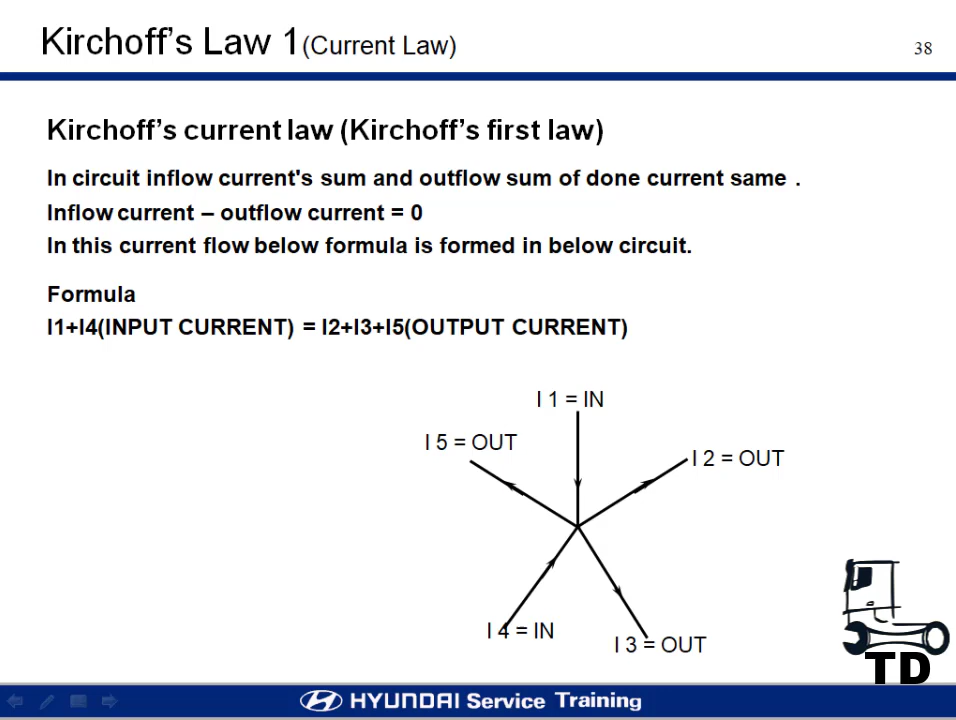 Kirchoff’s Law 1(Current Law)
38
Kirchoff’s current law (Kirchoff’s first law)
In circuit inflow current's sum and outflow sum of done current same .
Inflow current – outflow current = 0
In this current flow below formula is formed in below circuit.
Formula
I1+I4(INPUT CURRENT) = I2+I3+I5(OUTPUT CURRENT)
I 1 = IN
I 5 = OUT
I 2 = OUT
I 4 = IN
I 3 = OUT
TD
HYUNDAI Service Training